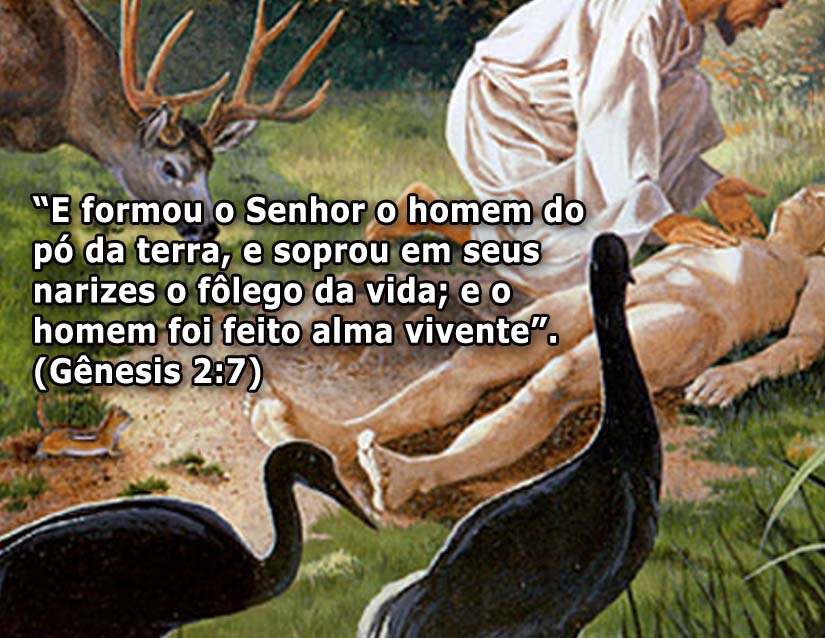 “E formou o Senhor o homem do
pó da terra, e soprou em seus
narizes o fôlego da vida; e o
homem foi feito alma vivente”.
(Gênesis 2:7)